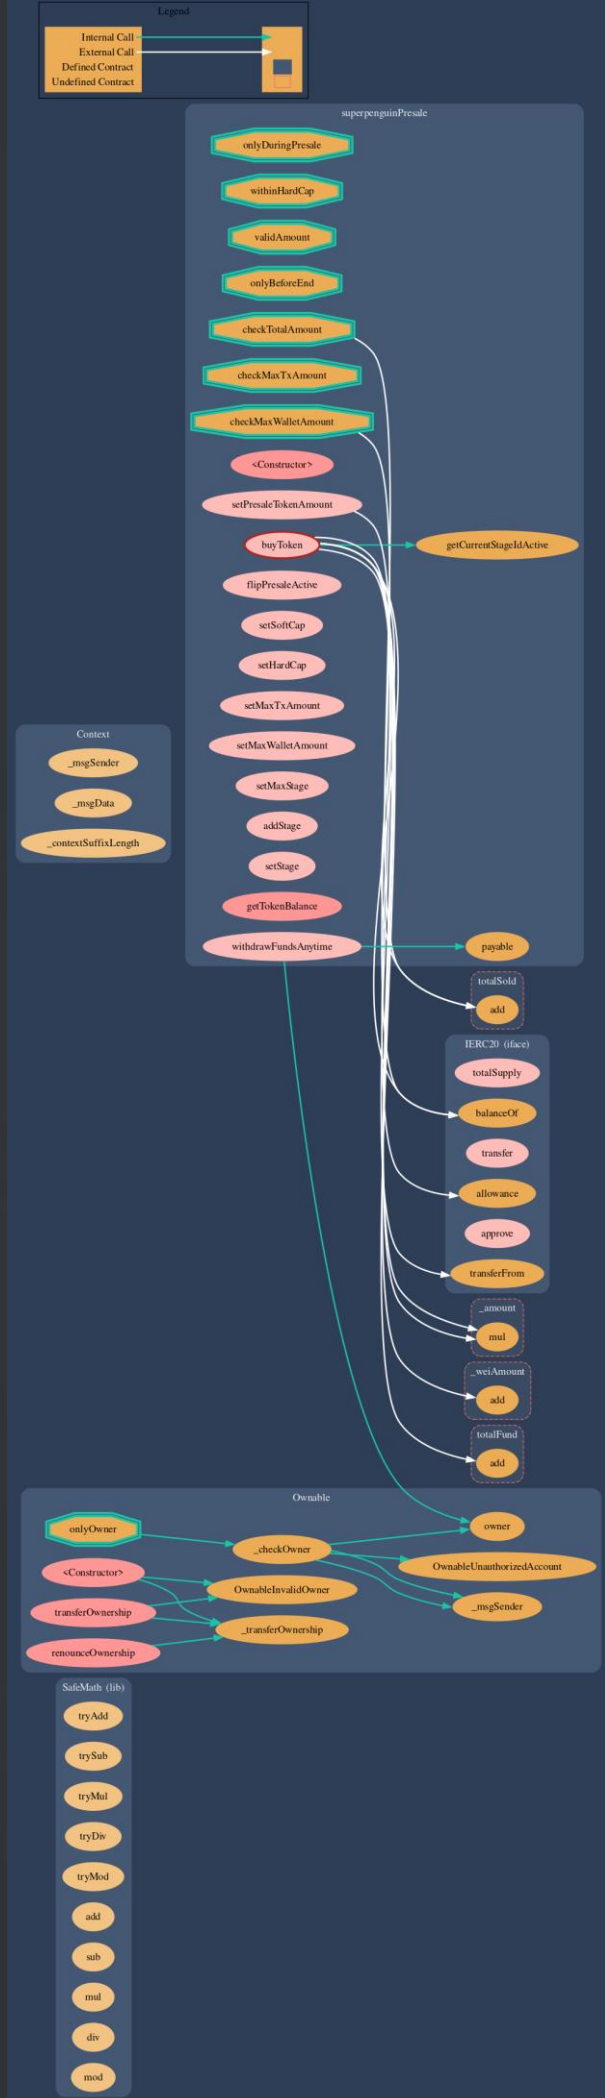 Legend
Internal Call
External Call
Defined Contract
Undefined Contract
superpenguinPresale
onlyDuringPresale
withinHardCap
validAmount
onlyBeforeEnd
checkTotalAmount
checkMaxTxAmount
checkMaxWalletAmount
<Constructor>
setPresaleTokenAmount
buyToken
getCurrentStageIdActive
flipPresaleActive
setSoftCap
setHardCap
setMaxTxAmount
setMaxWalletAmount
setMaxStage
addStage
setStage
getTokenBalance
withdrawFundsAnytime
payable
Context
_msgSender
_msgData
_contextSuffixLength
totalSold
add
IERC20 (iface)
totalSupply
balanceOf
transfer
allowance
approve
transferFrom
_amount
mul
_weiAmount
add
totalFund
add
Ownable
onlyOwner
_checkOwner
owner
<Constructor>
OwnableInvalidOwner
OwnableUnauthorizedAccount
transferOwnership
_transferOwnership
_msgSender
renounceOwnership
SafeMath (lib)
tryAdd
trySub
tryMul
tryDiv
tryMod
add
sub
mul
div
mod